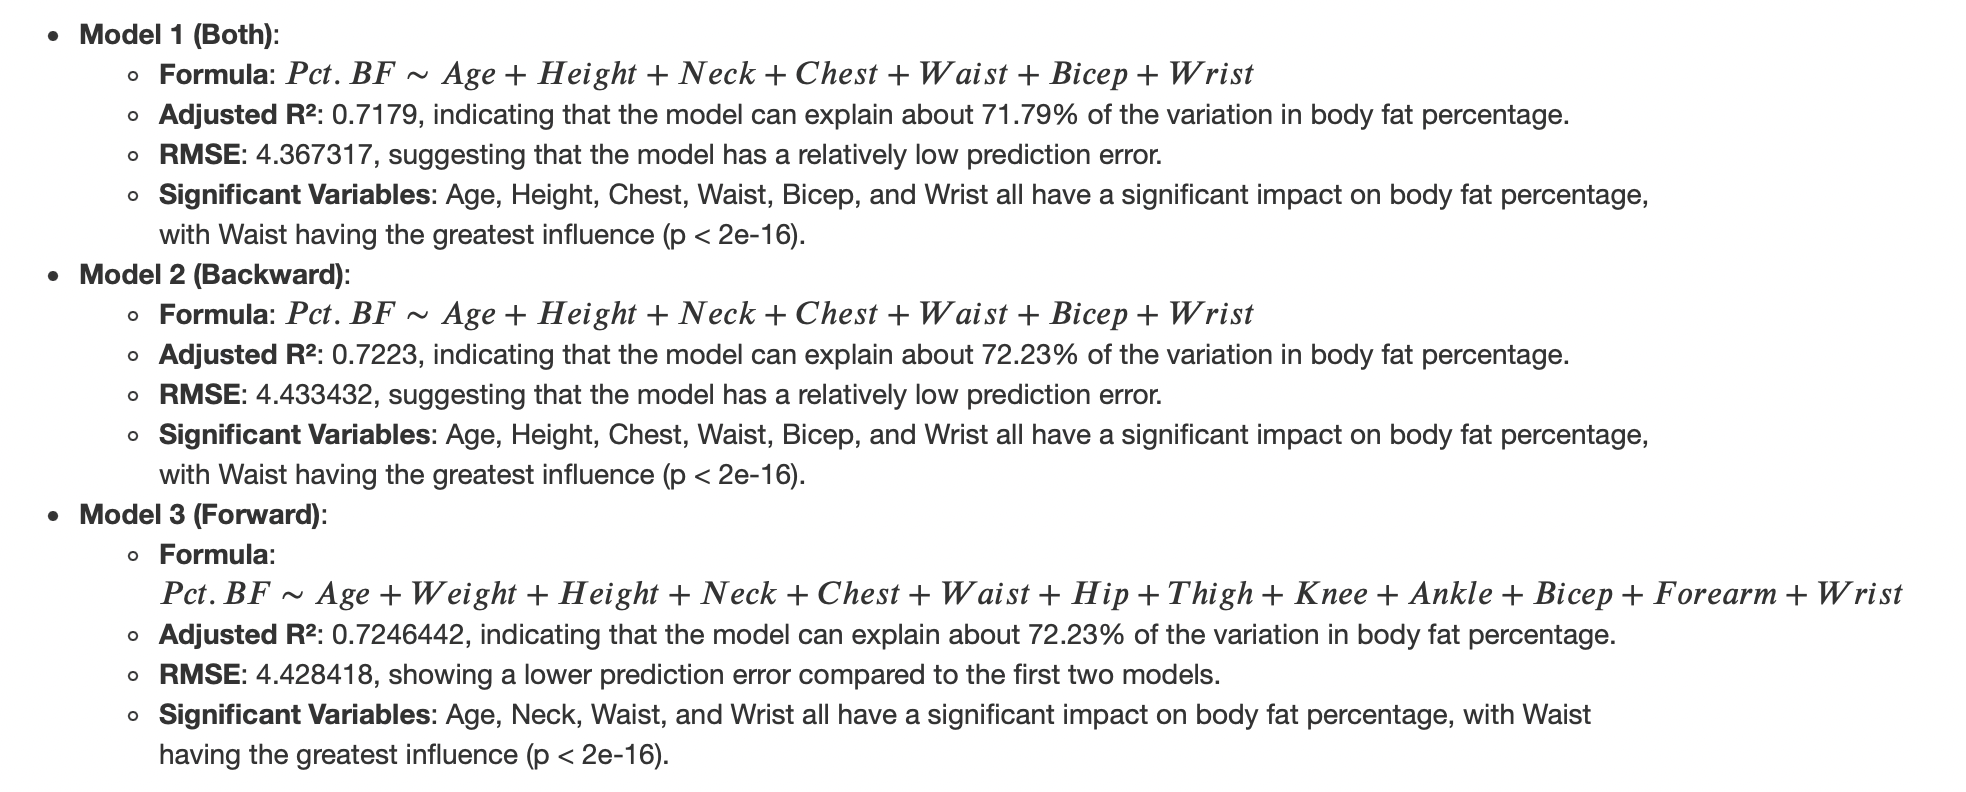 • Model 1 (Both):
◦ Formula: Pct. BF ~ Age + Height + Neck + Chest + Waist + Bicep + Wrist
◦ Adjusted R²: 0.7179, indicating that the model can explain about 71.79% of the variation in body fat percentage.
◦ RMSE: 4.367317, suggesting that the model has a relatively low prediction error.
◦ Significant Variables: Age, Height, Chest, Waist, Bicep, and Wrist all have a significant impact on body fat percentage,
with Waist having the greatest influence (p < 2e-16).
• Model 2 (Backward):
◦ Formula: Pct. BF ~ Age + Height + Neck + Chest + Waist + Bicep + Wrist
◦ Adjusted R²: 0.7223, indicating that the model can explain about 72.23% of the variation in body fat percentage.
◦ RMSE: 4.433432, suggesting that the model has a relatively low prediction error.
◦ Significant Variables: Age, Height, Chest, Waist, Bicep, and Wrist all have a significant impact on body fat percentage,
with Waist having the greatest influence (p < 2e-16).
• Model 3 (Forward):
◦ Formula:
Pct. BF ~ Age + Weight + Height + Neck + Chest + Waist + Hip + Thigh + Knee + Ankle + Bicep + Forearm + Wrist
◦ Adjusted R²: 0.7246442, indicating that the model can explain about 72.23% of the variation in body fat percentage.
◦ RMSE: 4.428418, showing a lower prediction error compared to the first two models.
◦ Significant Variables: Age, Neck, Waist, and Wrist all have a significant impact on body fat percentage, with Waist
having the greatest influence (p < 2e-16).